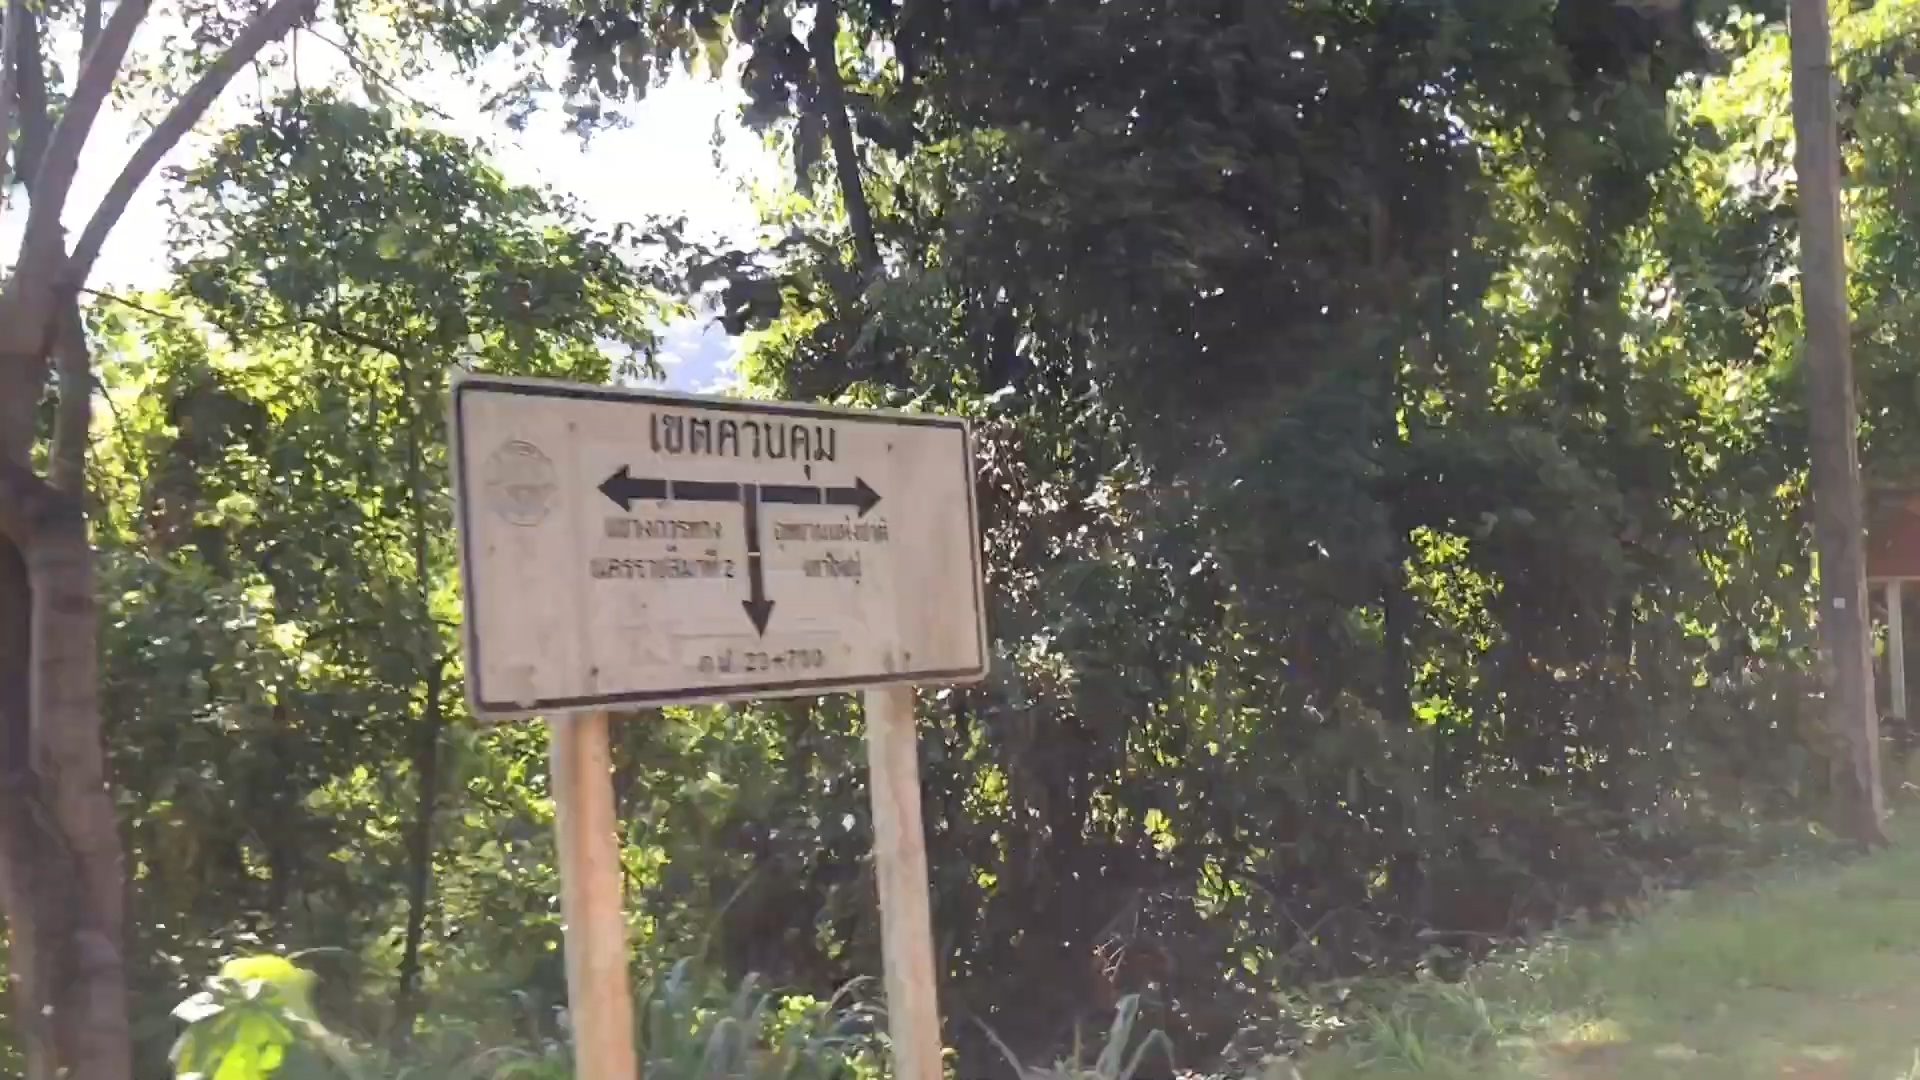 เขตควบคุม
แขวงการทาง
นครราชสีมาที่ 2
อุทยานแห่งชาติ
เขาใหญ่
กม. 23+700